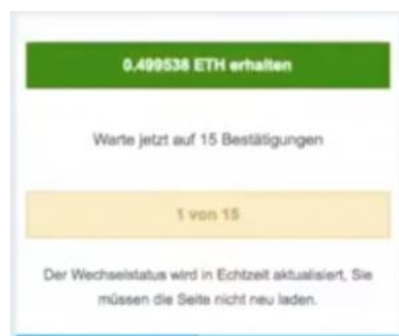 0.499538 ETH erhalten
Warte jetzt auf 15 Bestätigungen
1 von 15
Der Wechselstatus wird in Echtzeit aktualisiert, Sie
müssen die Seite nicht neu laden.